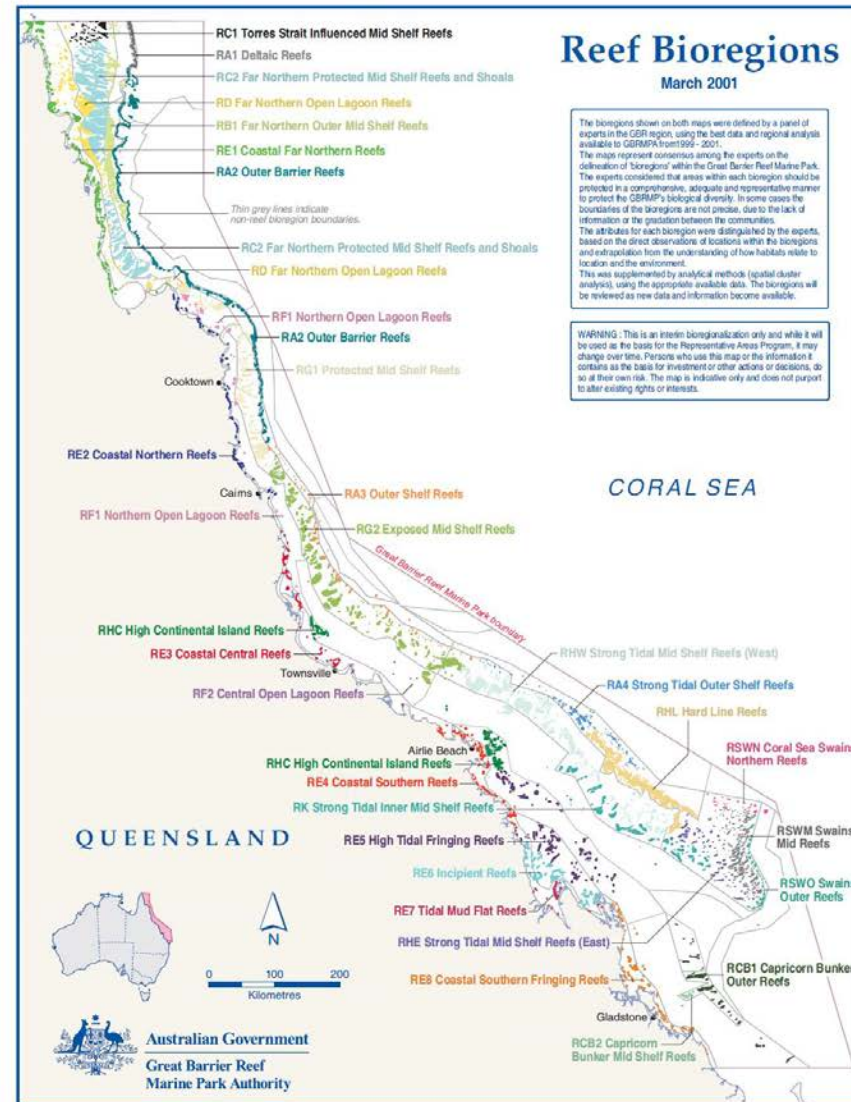 Reef Bioregions
March 2001
The bioregions shown on both maps were defined by a panel of
experts in the GBR region, using the best data and regional analysis
available to GBRMPA from 1999 - 2001.
The maps represent consensus among the experts on the
delineation of 'bioregions' within the Great Barrier Reef Marine Park.
The experts considered that areas within each bioregion should be
protected in a comprehensive, adequate and representative manner
to protect the GBRMP's biological diversity. In some cases the
boundaries of the bioregions are not precise, due to the lack of
information or the gradation between the communities.
The attributes for each bioregion were distinguished by the experts,
based on the direct observations of locations within the bioregions
and extrapolation from the understanding of how habitats relate to
location and the environment.
This was supplemented by analytical methods (spatial cluster
analysis), using the appropriate available data. The bioregions will
be reviewed as new data and information become available.
WARNING : This is an interim bioregionalization only and while it will
be used as the basis for the Representative Areas Program, it may
change over time. Persons who use this map or the information it
contains as the basis for investment or other actions or decisions, do
so at their own risk. The map is indicative only and does not purport
to alter existing rights or interests.
RC1 Torres Strait Influenced Mid Shelf Reefs
RA1 Deltaic Reefs
RC2 Far Northern Protected Mid Shelf Reefs and Shoals
RD Far Northern Open Lagoon Reefs
RB1 Far Northern Outer Mid Shelf Reefs
RE1 Coastal Far Northern Reefs
RA2 Outer Barrier Reefs
Thin grey lines indicate
non-reef bioregion boundaries.
RC2 Far Northern Protected Mid Shelf Reefs and Shoals
RD Far Northern Open Lagoon Reefs
RF1 Northern Open Lagoon Reefs
RA2 Outer Barrier Reefs
RG1 Protected Mid Shelf Reefs
Cooktown
RE2 Coastal Northern Reefs
Cairns
RA3 Outer Shelf Reefs
CORAL SEA
RF1 Northern Open Lagoon Reefs
RG2 Exposed Mid Shelf Reefs
Great Barrier Reef Marine Park boundary
RHC High Continental Island Reefs
RE3 Coastal Central Reefs
Townsville
RHW Strong Tidal Mid Shelf Reefs (West)
RF2 Central Open Lagoon Reefs
RA4 Strong Tidal Outer Shelf Reefs
RHL Hard Line Reefs
Airlie Beach
RHC High Continental Island Reefs
RSWN Coral Sea Swains
Northern Reefs
RE4 Coastal Southern Reefs
RK Strong Tidal Inner Mid Shelf Reefs
QUEENSLAND
RE5 High Tidal Fringing Reefs
RSWM Swains
Mid Reefs
RE6 Incipient Reefs
RSWO Swains
Outer Reefs
RE7 Tidal Mud Flat Reefs
RHE Strong Tidal Mid Shelf Reefs (East)
RE8 Coastal Southern Fringing Reefs
RCB1 Capricorn Bunker
Outer Reefs
Gladstone
RCB2 Capricorn
Bunker Mid Shelf Reefs
N
0 100 200
Kilometres
Australian Government
Great Barrier Reef
Marine Park Authority